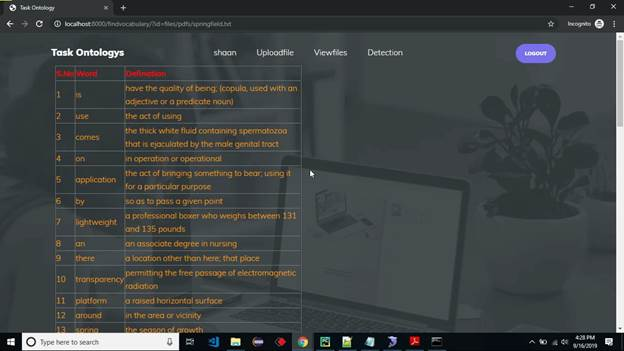 Task Ontology
localhost:8000/findvocabulary/?id=files/pdfs/springfield.txt
Incognito
Task Ontologys
shaan
Uploadfile
Viewfiles
Detection
LOGOUT
S.No Word Defination
1 is have the quality of being; (copula, used with an
adjective or a predicate noun)
2 use the act of using
3 comes the thick white fluid containing spermatozoa
that is ejaculated by the male genital tract
4 on in operation or operational
5 application the act of bringing something to bear; using it
for a particular purpose
6 by so as to pass a given point
7 lightweight a professional boxer who weighs between 131
and 135 pounds
8 an an associate degree in nursing
9 there a location other than here; that place
10 transparency permitting the free passage of electromagnetic
radiation
11 platform a raised horizontal surface
12 around in the area or vicinity
13 spring the season of growth
Type here to search
4:28 PM
9/16/2019